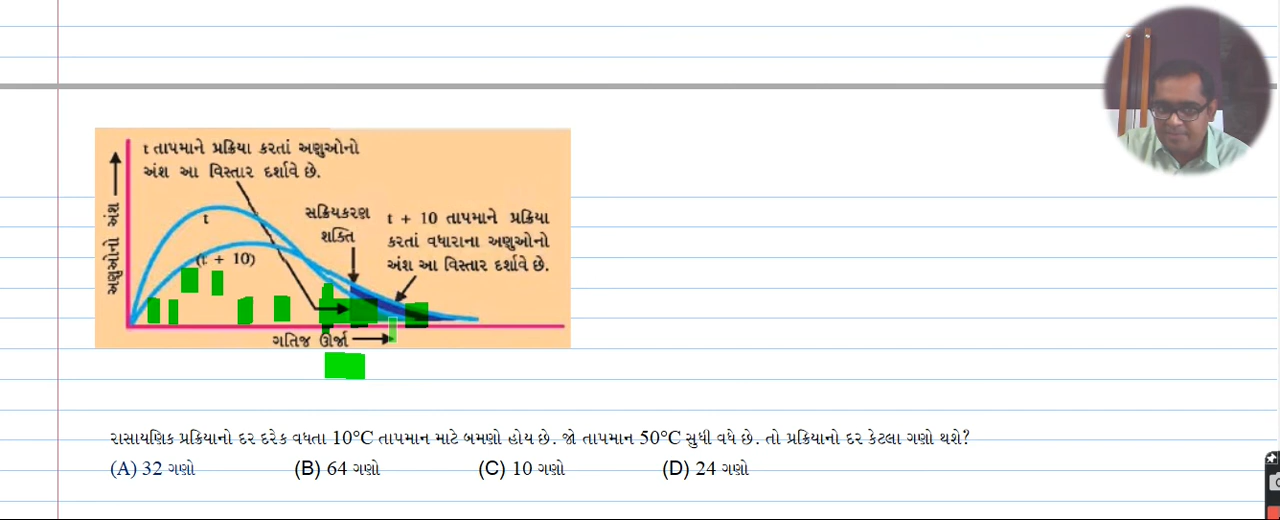 t તાપમાને પ્રક્રિયા કરતાં અણુઓનો
અંશ આ વિસ્તાર દર્શાવે છે.
અણુઓનો અંશ
t
(t + 10)
સક્રિયકરણ
શક્તિ
t + 10 તાપમાને પ્રક્રિયા
કરતાં વધારાના અણુઓનો
અંશ આ વિસ્તાર દર્શાવે છે.
ગતિજ ઊર્જા
રાસાયણિક પ્રક્રિયાનો દર દરેક વધતા 10°C તાપમાન માટે બમણો હોય છે. જો તાપમાન 50°C સુધી વધે છે. તો પ્રક્રિયાનો દર કેટલા ગણો થશે?
(A) 32 ગણો (B) 64 ગણો (C) 10 ગણો (D) 24 ગણો